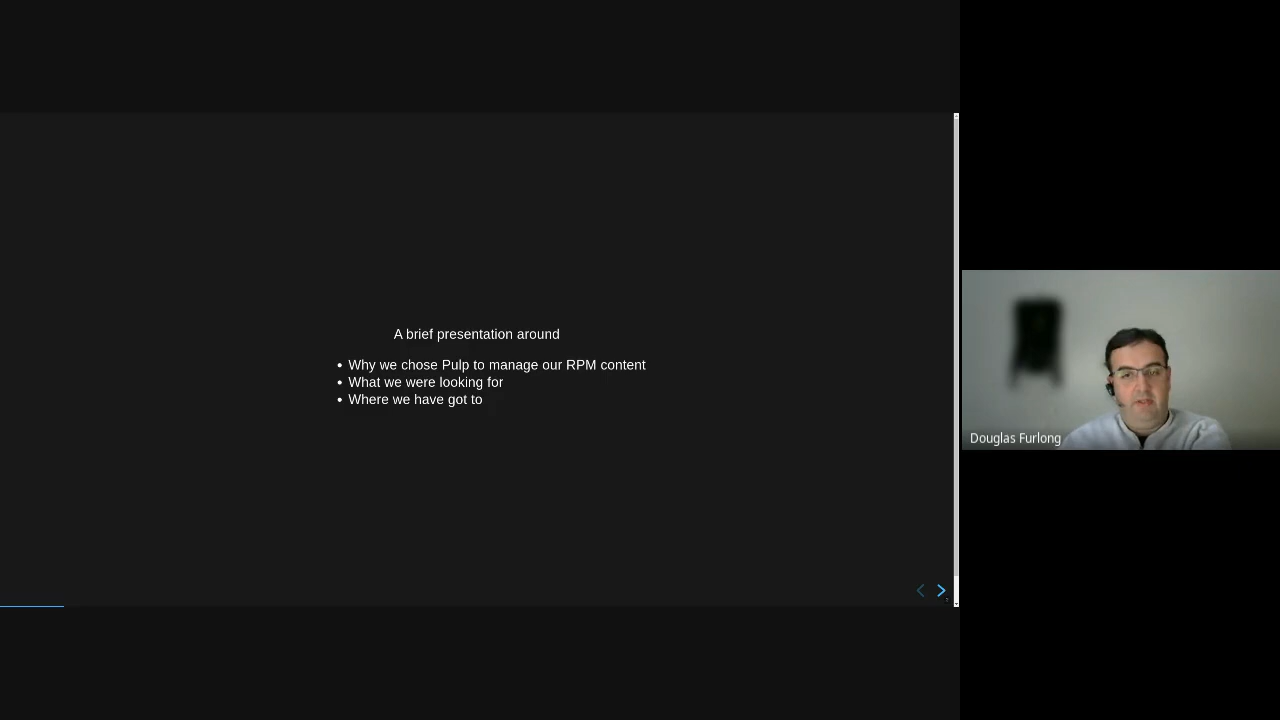 A brief presentation around
• Why we chose Pulp to manage our RPM content
• What we were looking for
• Where we have got to
Douglas Furlong